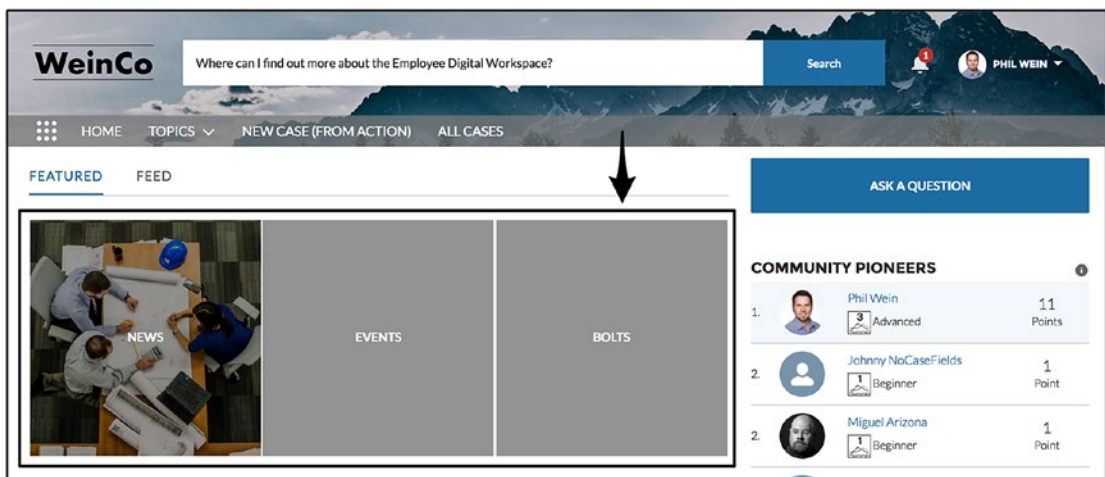 WeinCo
Where can I find out more about the Employee Digital Workspace?
Search
1
PHIL WEIN
HOME TOPICS NEW CASE (FROM ACTION) ALL CASES
FEATURED FEED
ASK A QUESTION
NEWS
EVENTS
BOLTS
COMMUNITY PIONEERS
1. Phil Wein
3 Advanced
11
Points
2. Johnny NoCaseFields
1 Beginner
1
Point
2. Miguel Arizona
1 Beginner
1
Point